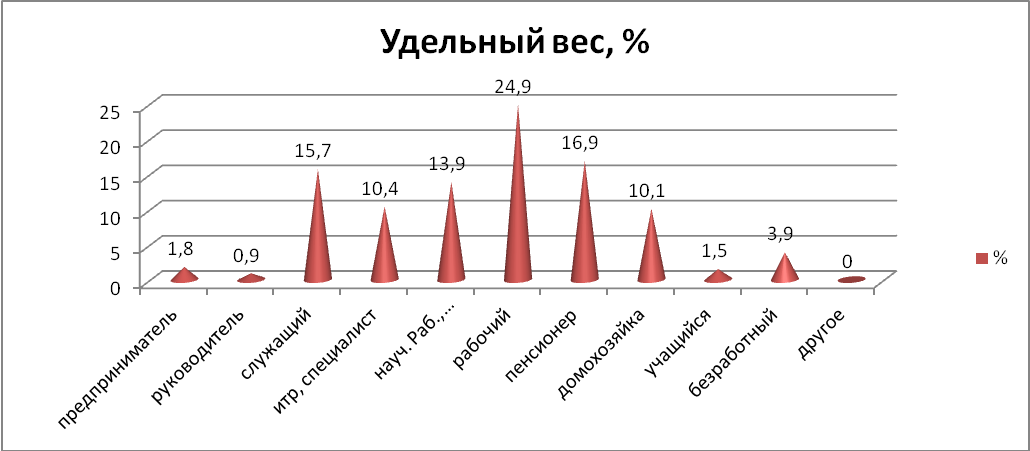 Удельный вес, %
24,9
25
20
15
10
5
0
1,8
0,9
15,7
10,4
13,9
16,9
10,1
1,5
3,9
0
%
предприниматель
руководитель
служащий
итр, специалист
науч. Раб.,...
рабочий
пенсионер
домохозяйка
учащийся
безработный
другое